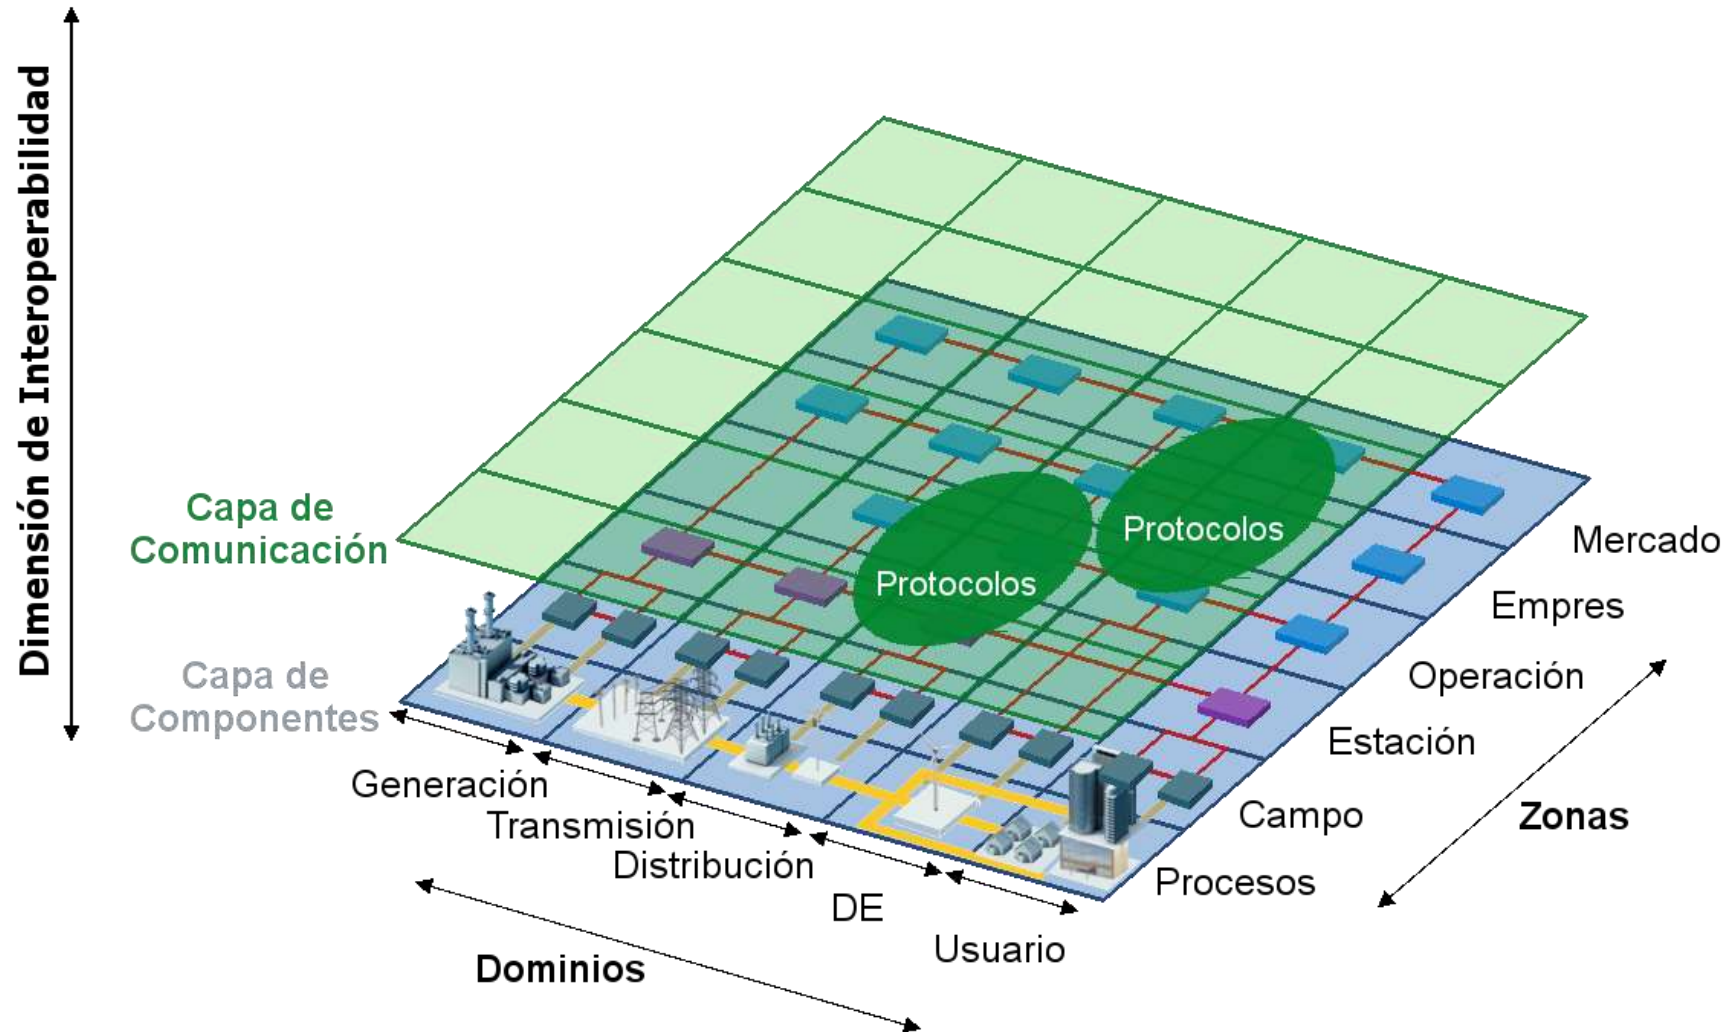 Dimensión de Interoperabilidad
Capa de
Comunicación
Capa de
Componentes
Protocolos
Protocolos
Mercado
Empres
Operación
Estación
Campo
Procesos
Zonas
Generación
Transmisión
Distribución
DE
Usuario
Dominios